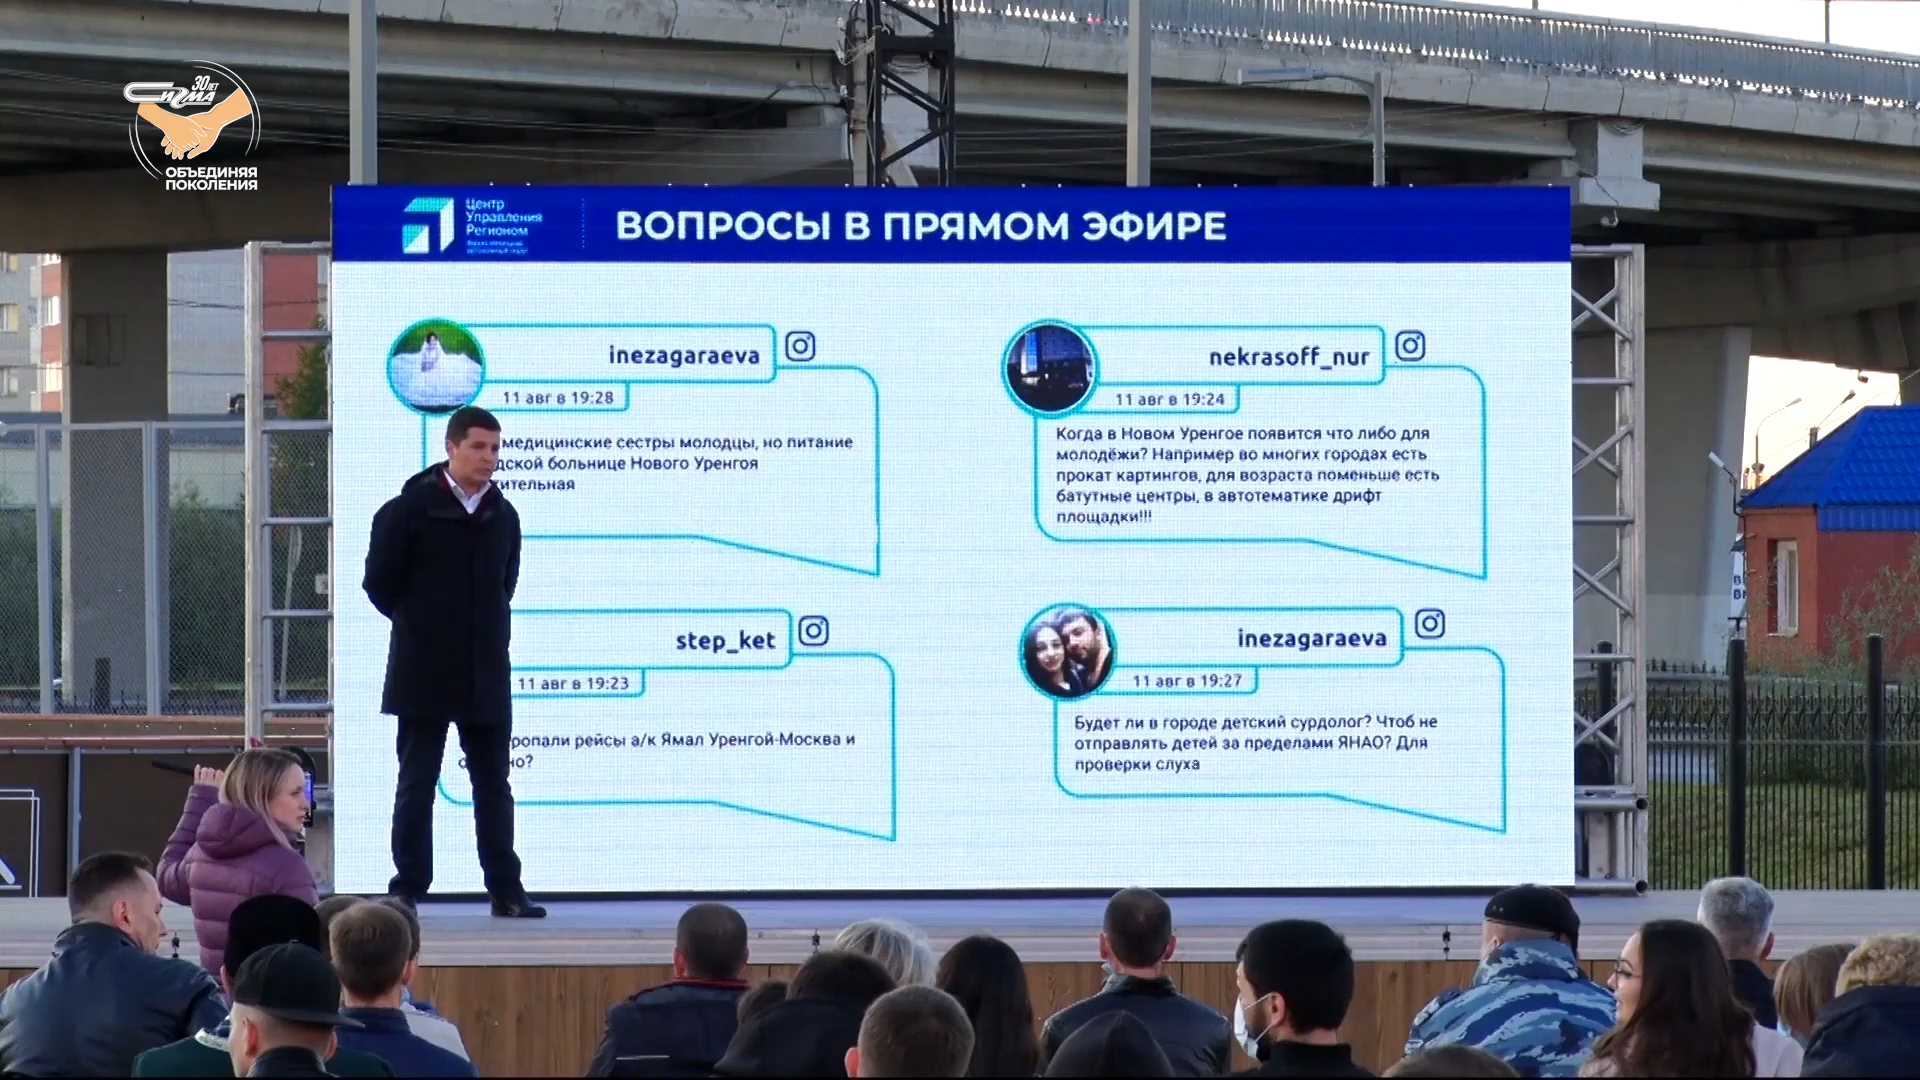 СИГМА 30 ЛЕТ
ОБЪЕДИНЯЯ
ПОКОЛЕНИЯ
Центр
Управления
Регионом
ВОПРОСЫ В ПРЯМОМ ЭФИРЕ
inezagaraeva
11 авг в 19:28
медицинские сестры молодцы, но питание
больнице Нового Уренгоя
nekrasoff_nur
11 авг в 19:24
Когда в Новом Уренгое появится что либо для
молодёжи? Например во многих городах есть
прокат картингов, для возраста поменьше есть
батутные центры, в автотематике дрифт
площадки!!!
step_ket
11 авг в 19:23
рейсы а/к Ямал Уренгой-Москва и
inezagaraeva
11 авг в 19:27
Будет ли в городе детский сурдолог? Чтоб не
отправлять детей за пределами ЯНАО? Для
проверки слуха